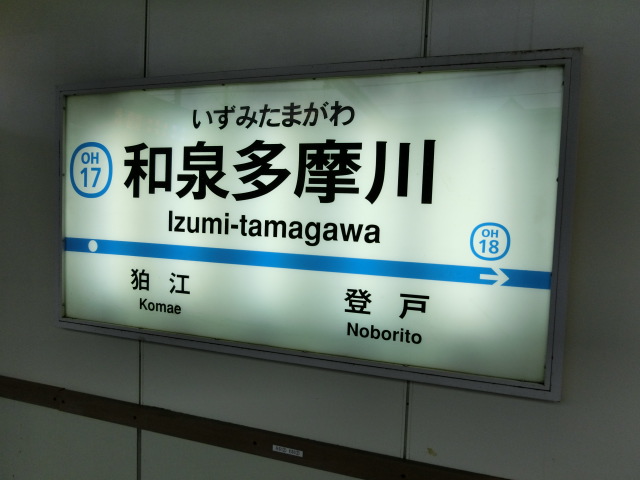 いずみたまがわ
OH
17
和泉多摩川
Izumi-tamagawa
OH
18
狛江
Komae
登戸
Noborito